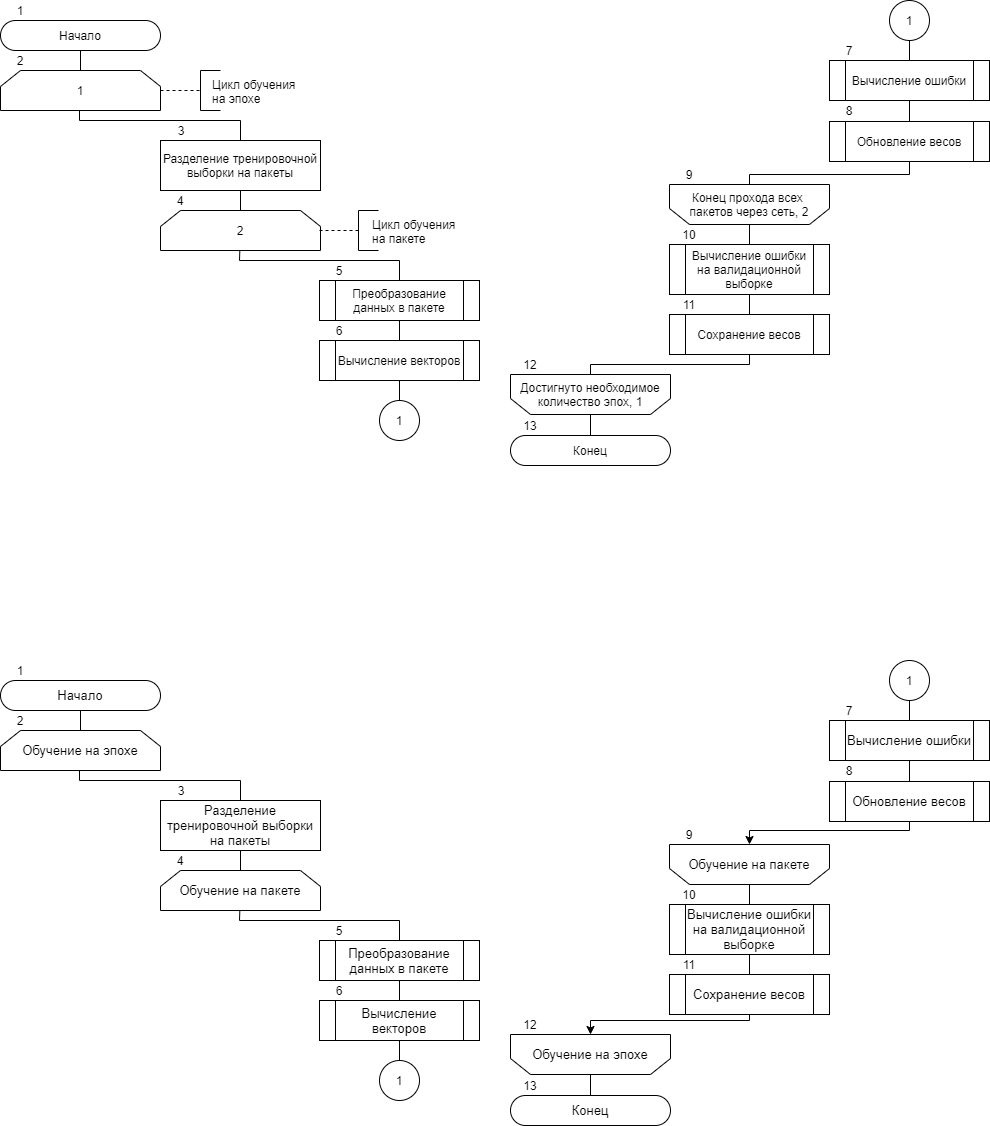 1
Начало
2
1
Цикл обучения
на эпохе
3
Разделение тренировочной
выборки на пакеты
4
2
Цикл обучения
на пакете
5
Преобразование
данных в пакете
6
Вычисление векторов
1
1
7
Вычисление ошибки
8
Обновление весов
9
Конец прохода всех
пакетов через сеть, 2
10
Вычисление ошибки
на валидационной
выборке
11
Сохранение весов
12
Достигнуто необходимое
количество эпох, 1
13
Конец
1
Начало
2
Обучение на эпохе
3
Разделение
тренировочной выборки
на пакеты
4
Обучение на пакете
5
Преобразование
данных в пакете
6
Вычисление
векторов
1
1
7
Вычисление ошибки
8
Обновление весов
9
Обучение на пакете
10
Вычисление ошибки
на валидационной
выборке
11
Сохранение весов
12
Обучение на эпохе
13
Конец